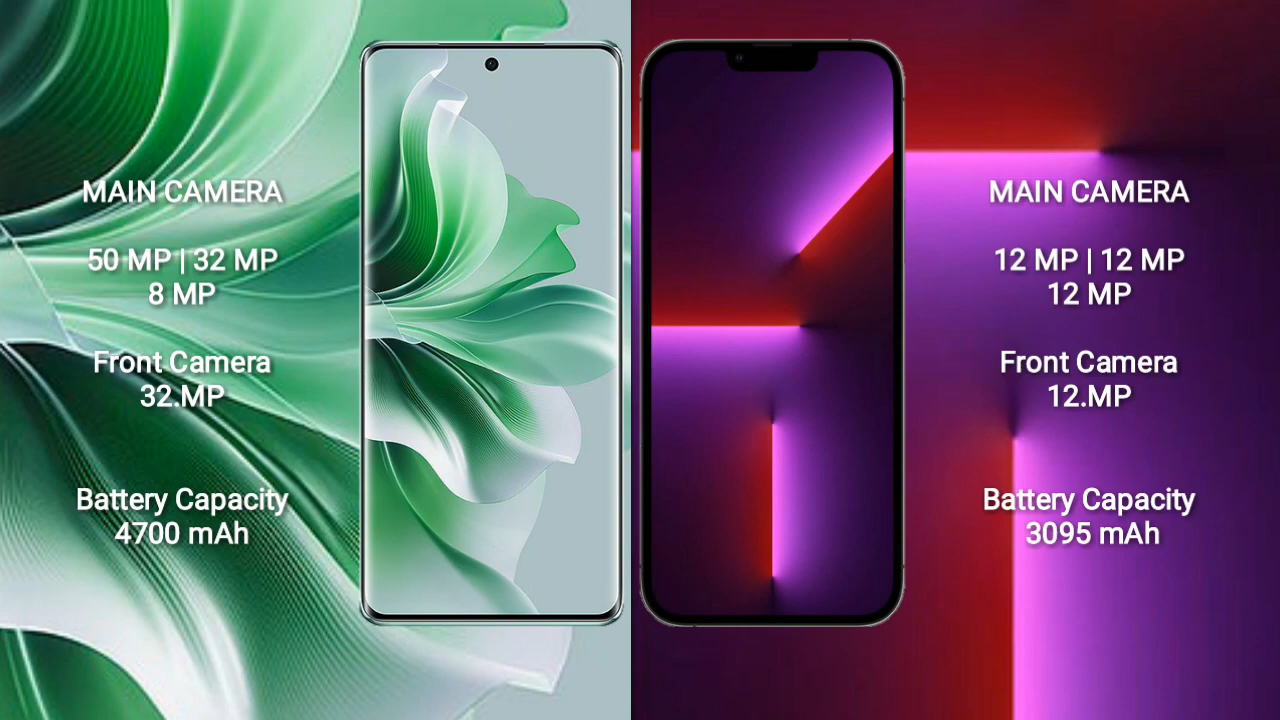 MAIN CAMERA
50 MP | 32 MP
8 MP
Front Camera
32.MP
Battery Capacity
4700 mAh
MAIN CAMERA
12 MP | 12 MP
12 MP
Front Camera
12.MP
Battery Capacity
3095 mAh